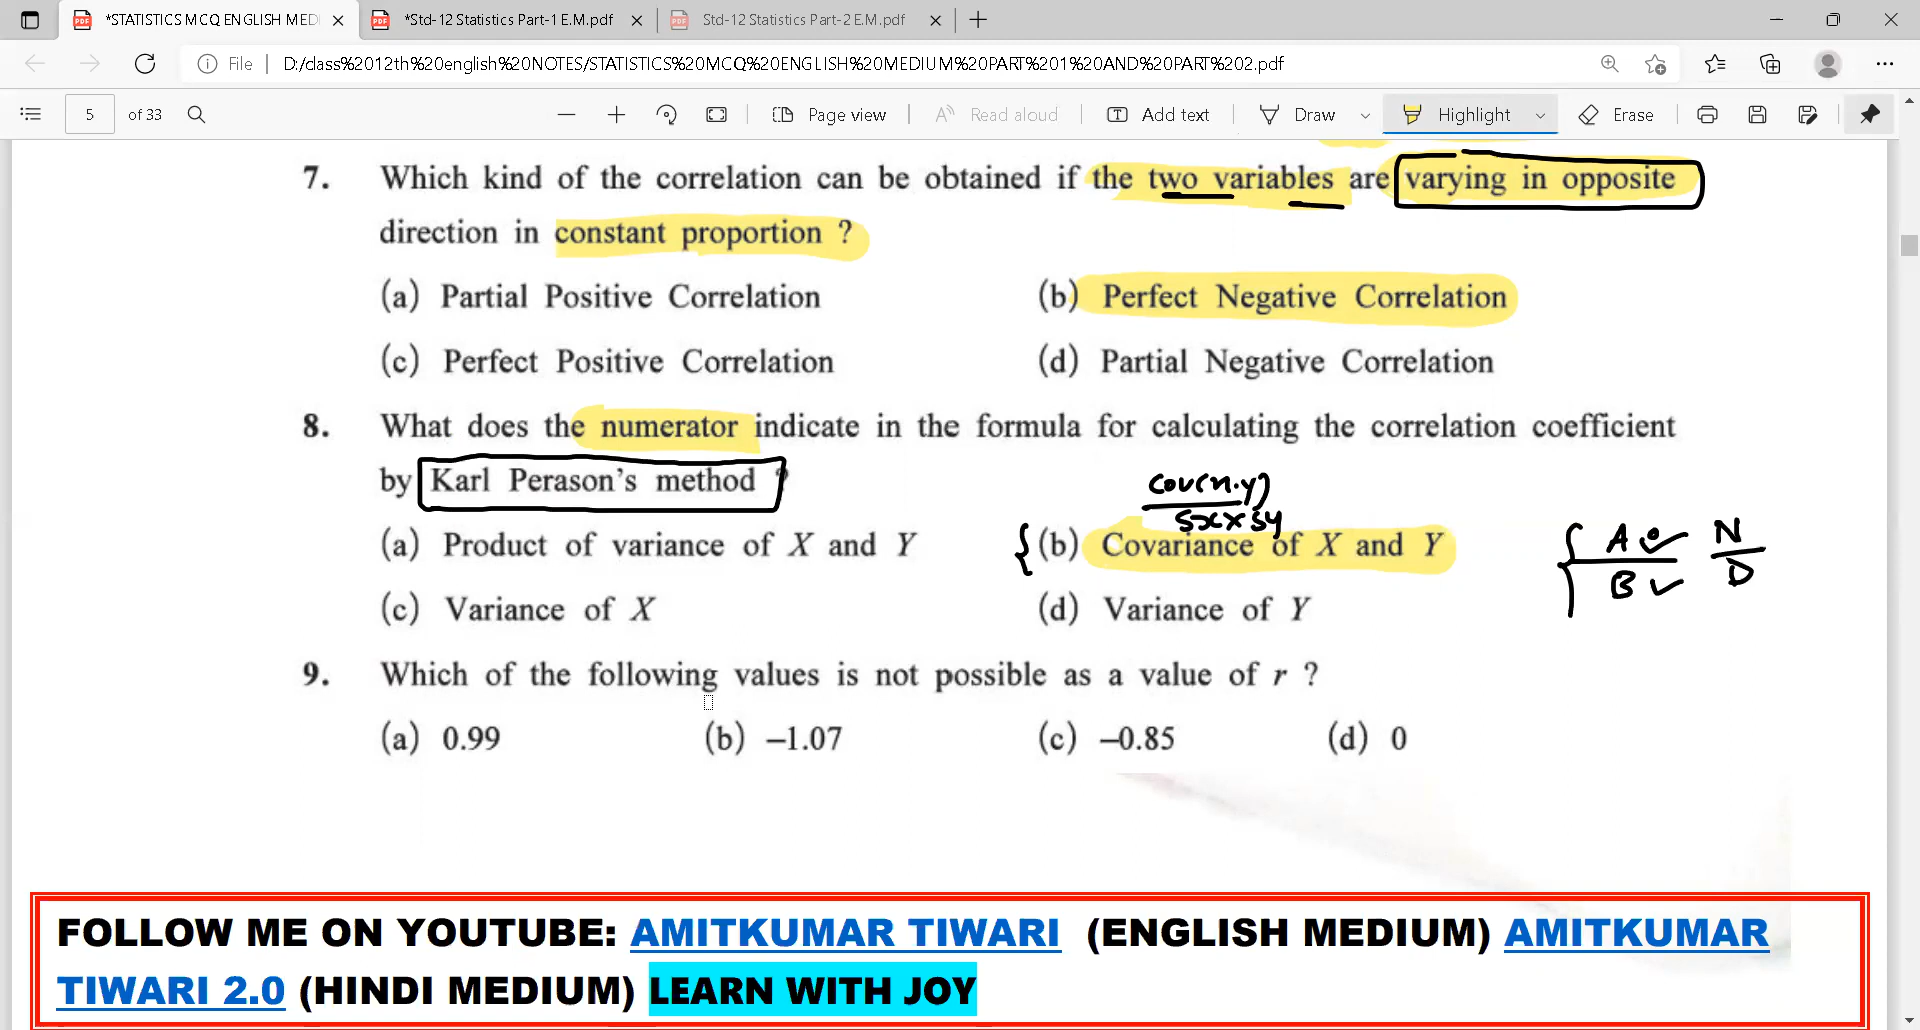 *STATISTICS MCQ ENGLISH MED
*Std-12 Statistics Part-1 E.M.pdf
Std-12 Statistics Part-2 E.M.pdf
File
D:/class%2012th%20english%20NOTES/STATISTICS%20MCQ%20ENGLISH%20MEDIUM%20PART%201%20AND%20PART%202.pdf
5 of 33
Page view
Read aloud
Add text
Draw
Highlight
Erase
7. Which kind of the correlation can be obtained if the two variables are varying in opposite
direction in constant proportion ?
(a) Partial Positive Correlation (b) Perfect Negative Correlation
(c) Perfect Positive Correlation (d) Partial Negative Correlation
8. What does the numerator indicate in the formula for calculating the correlation coefficient
by Karl Perason's method ?
cov(x.y)
Sx x Sy
(a) Product of variance of X and Y (b) Covariance of X and Y
A N
B D
(c) Variance of X (d) Variance of Y
9. Which of the following values is not possible as a value of r ?
(a) 0.99 (b) –1.07 (c) –0.85 (d) 0
FOLLOW ME ON YOUTUBE: AMITKUMAR TIWARI (ENGLISH MEDIUM) AMITKUMAR
TIWARI 2.0 (HINDI MEDIUM) LEARN WITH JOY